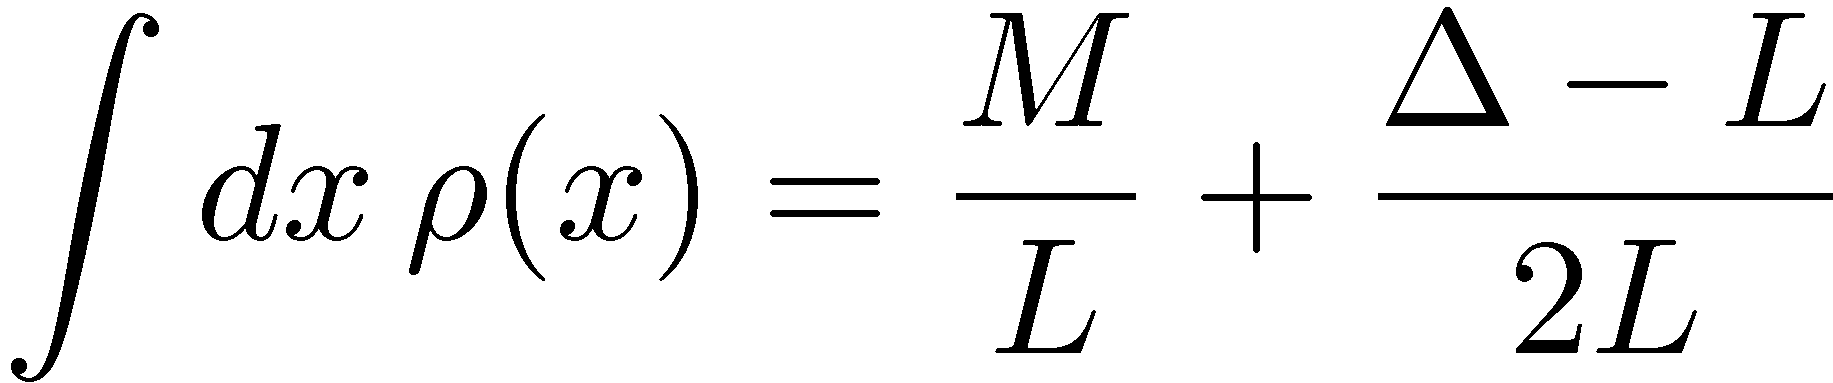 ∫ dx ρ(x) = M/L + (Δ − L)/(2L)